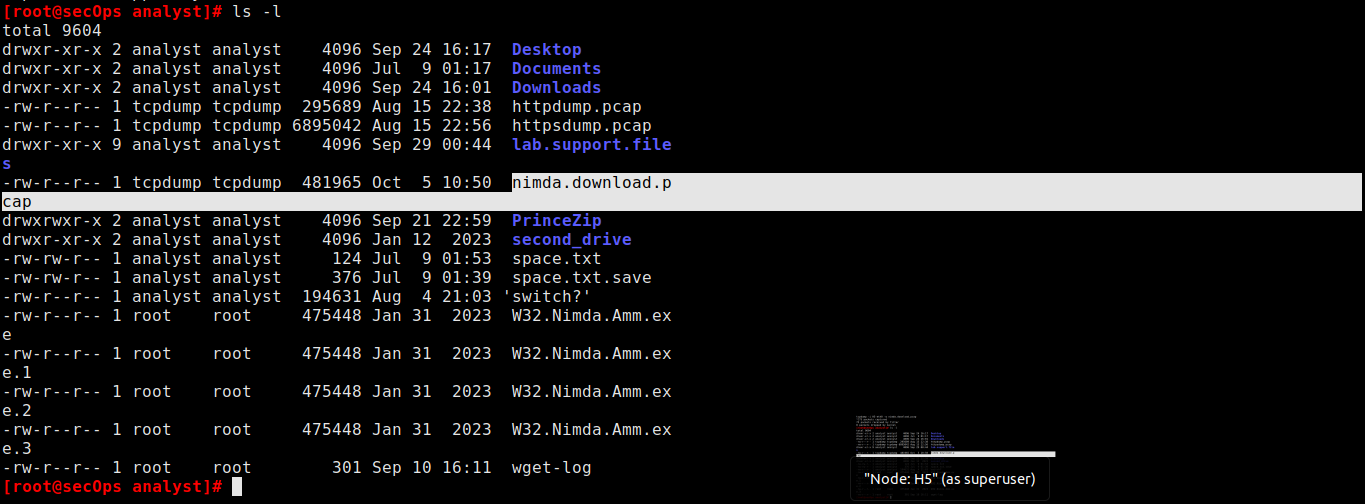 [root@secOps analyst]# ls -l
total 9604
drwxr-xr-x 2 analyst analyst    4096 Sep 24 16:17  Desktop
drwxr-xr-x 2 analyst analyst    4096 Jul  9 01:17  Documents
drwxr-xr-x 2 analyst analyst    4096 Sep 24 16:01  Downloads
-rw-r--r-- 1 tcpdump tcpdump  295689 Aug 15 22:38  httpdump.pcap
-rw-r--r-- 1 tcpdump tcpdump 6895042 Aug 15 22:56  httpsdump.pcap
drwxr-xr-x 9 analyst analyst    4096 Sep 29 00:44  lab.support.file
s
-rw-r--r-- 1 tcpdump tcpdump  481965 Oct  5 10:50  nimda.download.p
cap
drwxrwxr-x 2 analyst analyst    4096 Sep 21 22:59  PrinceZip
drwxr-xr-x 2 analyst analyst    4096 Jan 12  2023  second_drive
-rw-rw-r-- 1 analyst analyst     124 Jul  9 01:53  space.txt
-rw-rw-r-- 1 analyst analyst     376 Jul  9 01:39  space.txt.save
-rw-r--r-- 1 analyst analyst  194631 Aug  4 21:03 'switch?'
-rw-r--r-- 1 root    root     475448 Jan 31  2023  W32.Nimda.Amm.ex
e
-rw-r--r-- 1 root    root     475448 Jan 31  2023  W32.Nimda.Amm.ex
e.1
-rw-r--r-- 1 root    root     475448 Jan 31  2023  W32.Nimda.Amm.ex
e.2
-rw-r--r-- 1 root    root     475448 Jan 31  2023  W32.Nimda.Amm.ex
e.3
-rw-r--r-- 1 root    root        301 Sep 10 16:11  wget-log
[root@secOps analyst]#
"Node: H5" (as superuser)